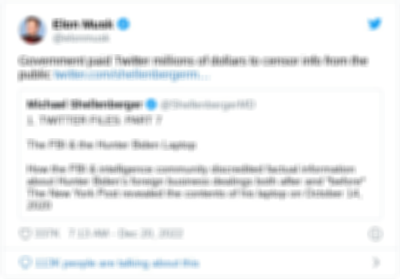 Elon Musk
@elonmusk
Government paid Twitter millions of dollars to censor info from the
public twitter.com/shellenbergerm…
Michael Shellenberger @ShellenbergerMD
1. TWITTER FILES: PART 7
The FBI & the Hunter Biden Laptop
How the FBI & intelligence community discredited factual information
about Hunter Biden's foreign business dealings both after and *before*
The New York Post revealed the contents of his laptop on October 14,
2020
7:13 AM - Dec 20, 2022
people are talking about this